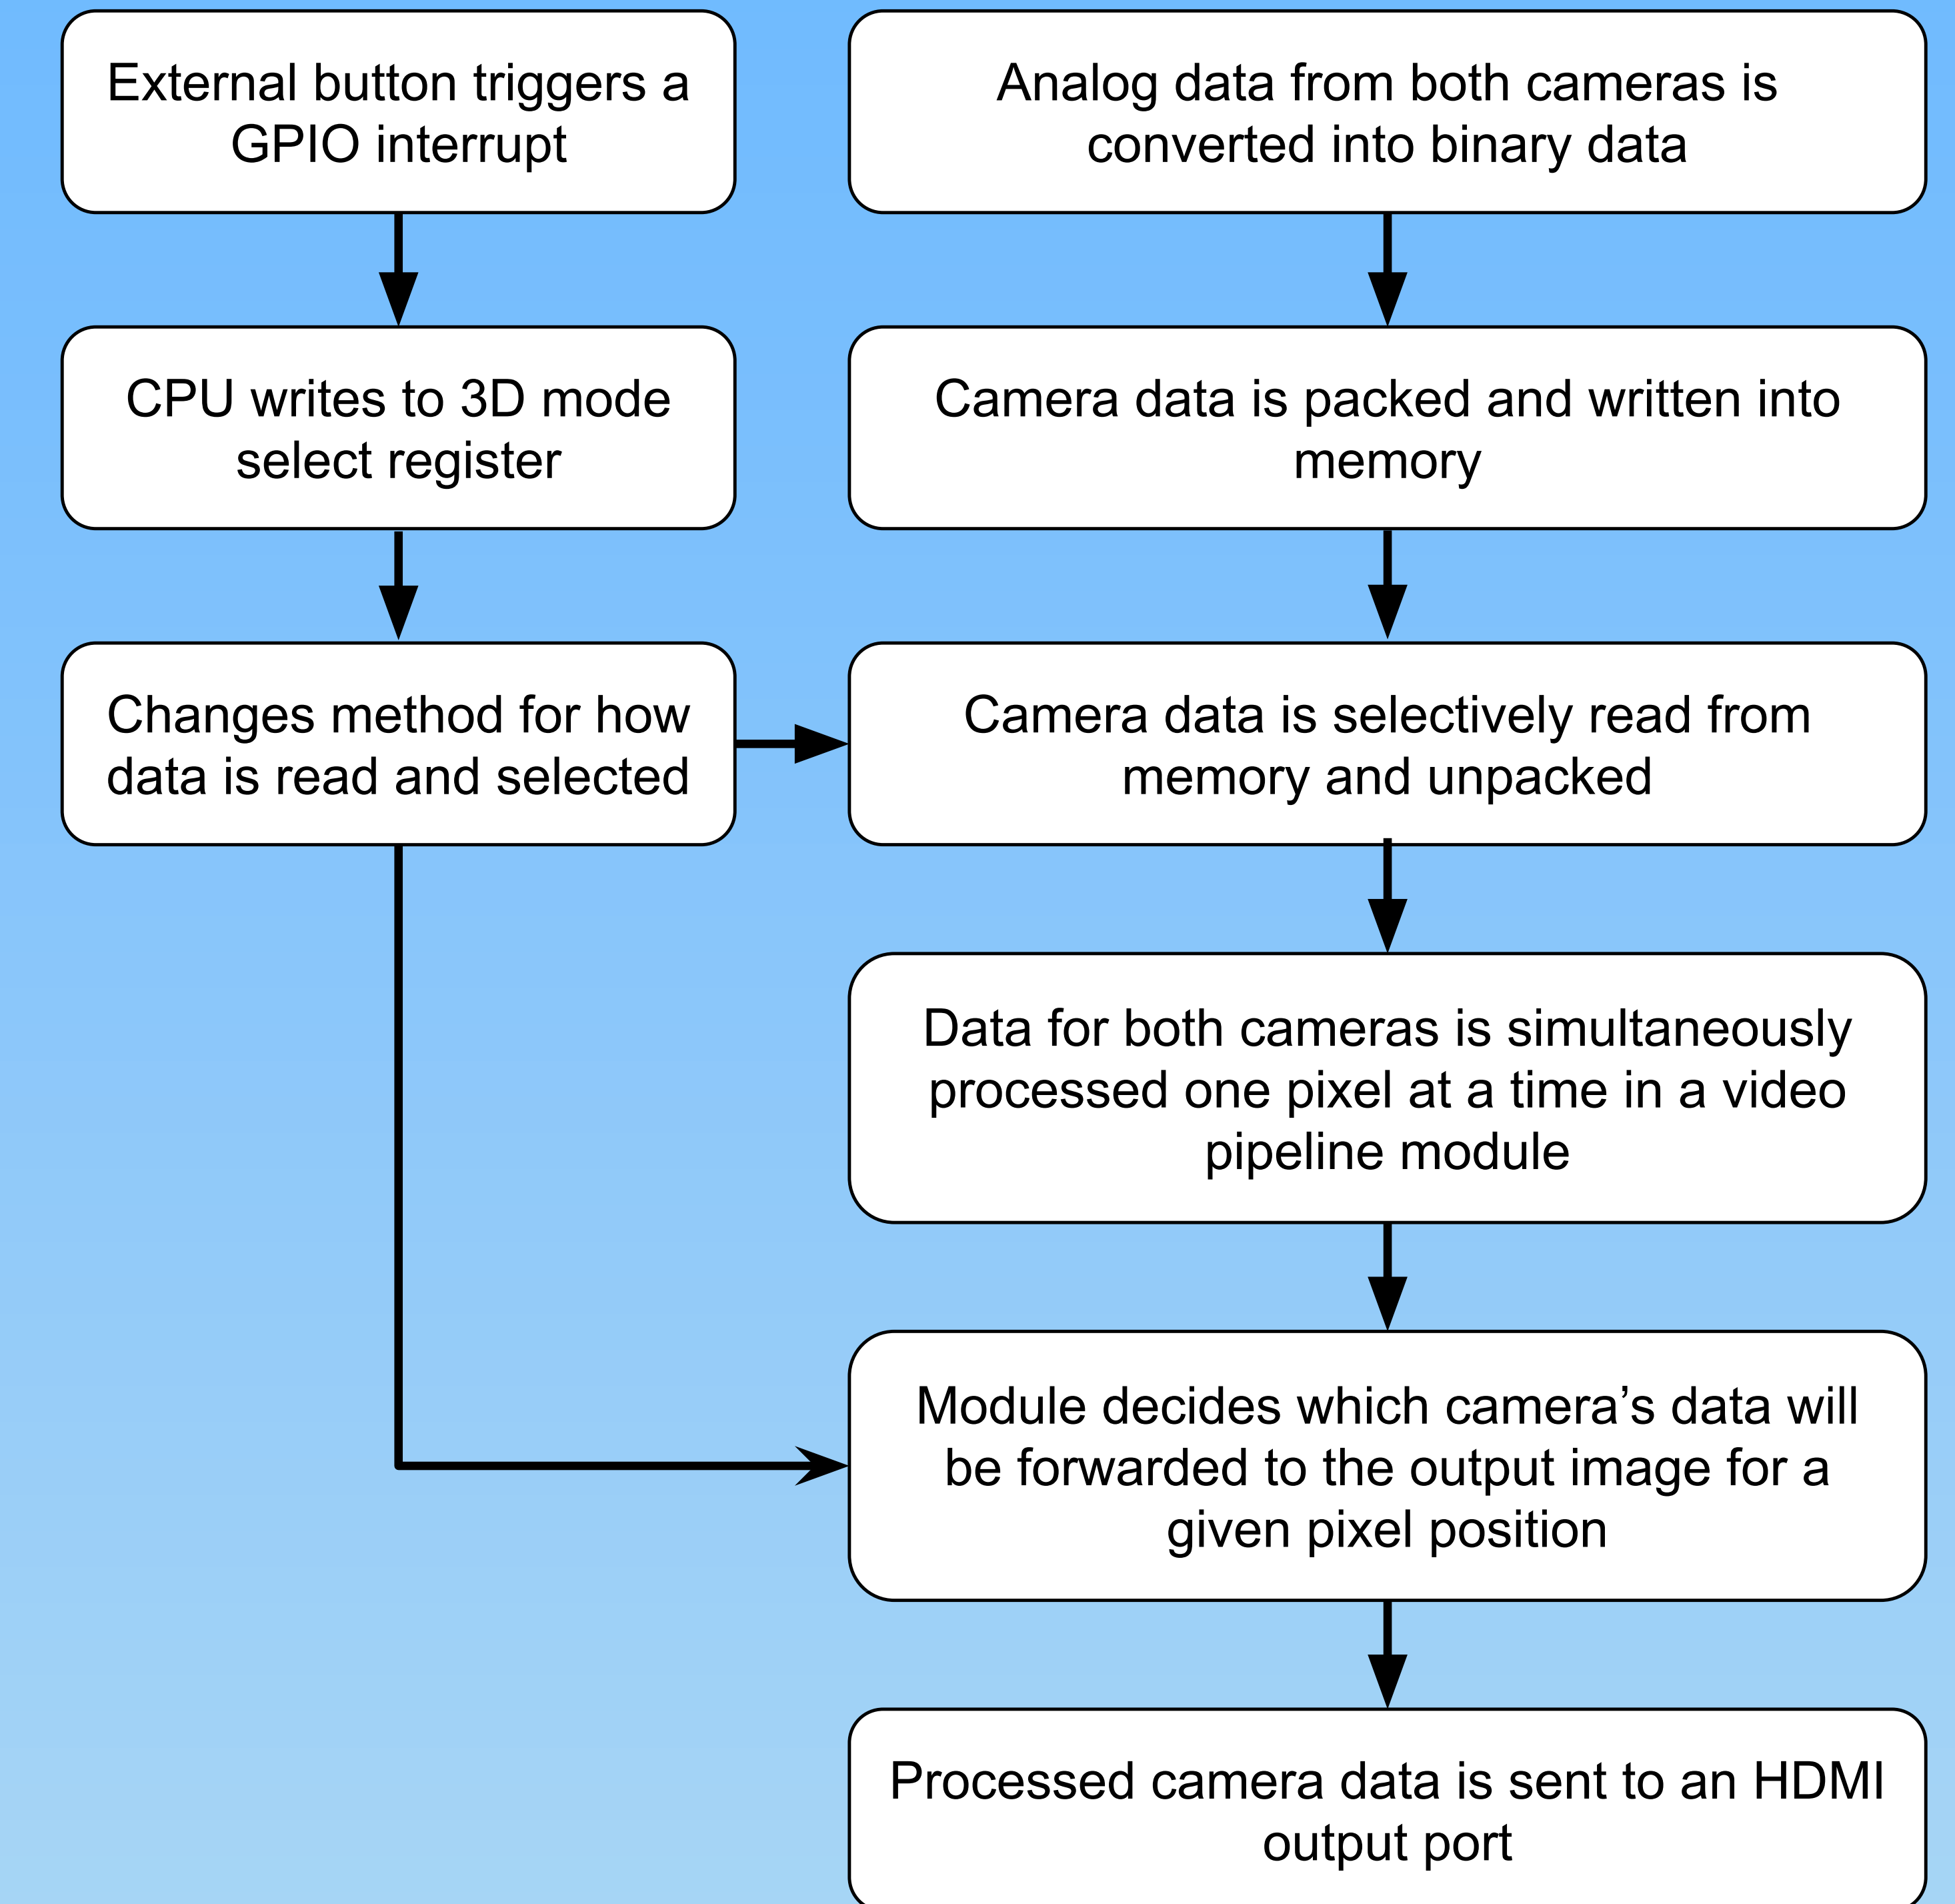 External button triggers a
GPIO interrupt
CPU writes to 3D mode
select register
Changes method for how
data is read and selected
Analog data from both cameras is
converted into binary data
Camera data is packed and written into
memory
Camera data is selectively read from
memory and unpacked
Data for both cameras is simultaneously
processed one pixel at a time in a video
pipeline module
Module decides which camera’s data will
be forwarded to the output image for a
given pixel position
Processed camera data is sent to an HDMI
output port